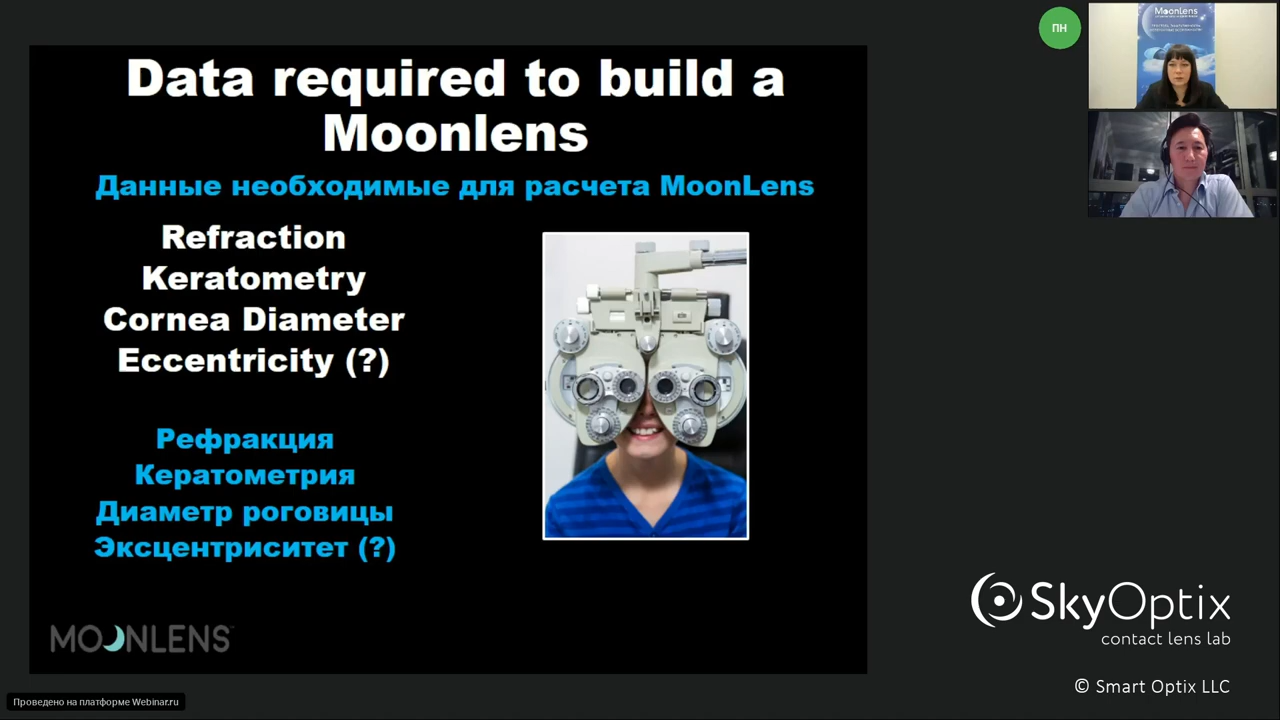 Data required to build a
Moonlens
Данные необходимые для расчета MoonLens
Refraction
Keratometry
Cornea Diameter
Eccentricity (?)
Рефракция
Кератометрия
Диаметр роговицы
Эксцентриситет (?)
MOONLENS
ПН
MoonLens
SkyOptix
contact lens lab
© Smart Optix LLC
Проведено на платформе Webinar.ru